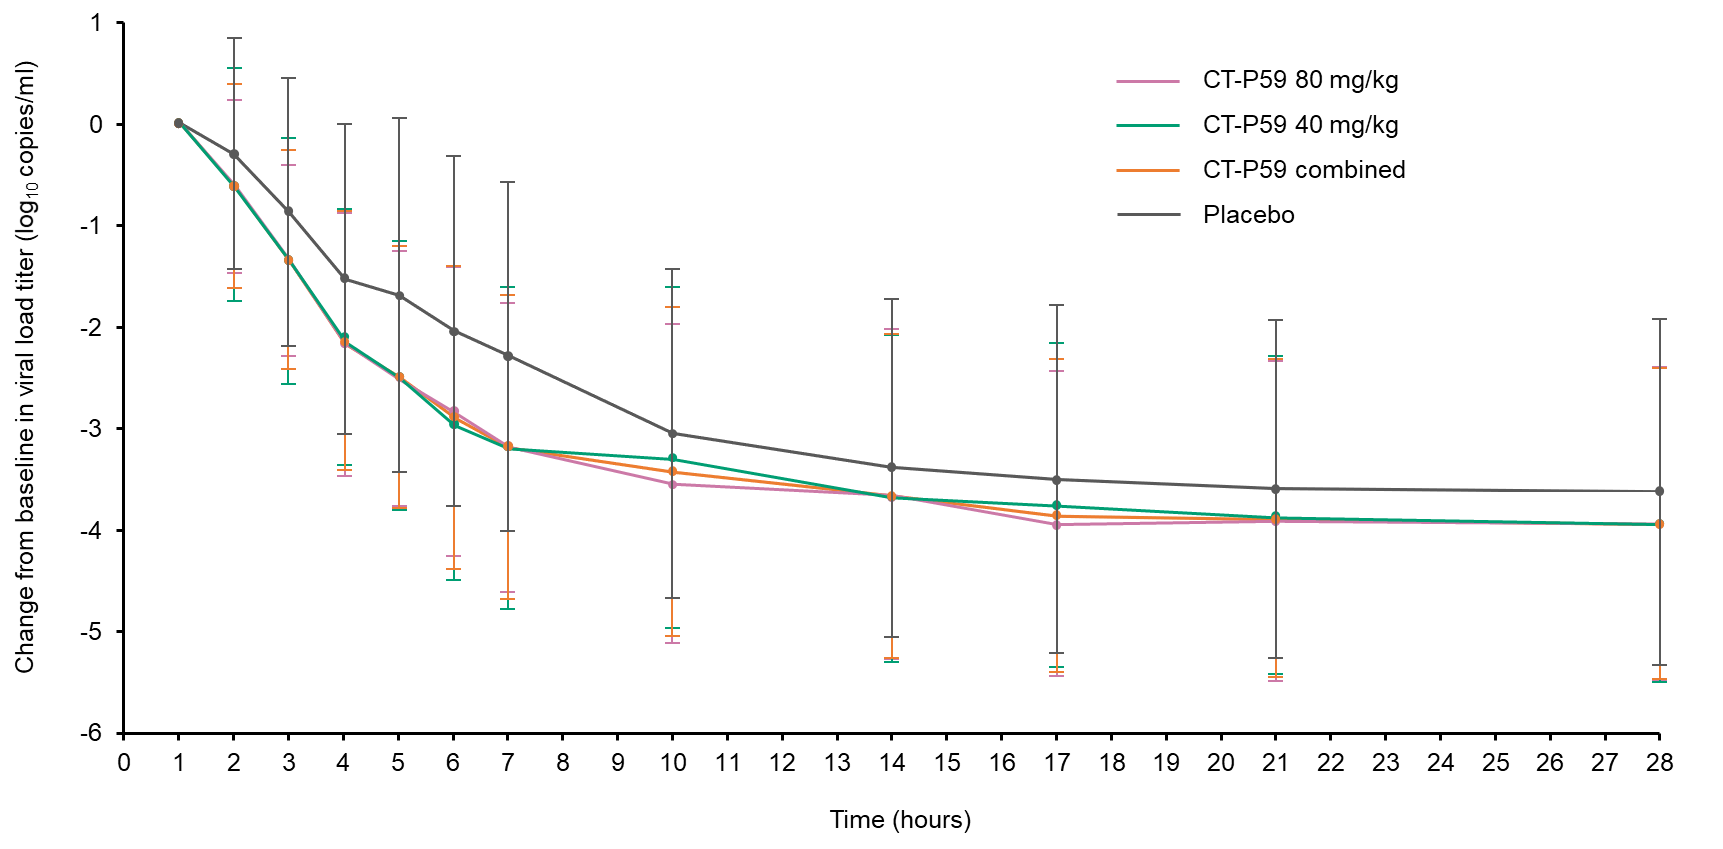 Change from baseline in viral load titer (log10 copies/ml)
1
0
-1
-2
-3
-4
-5
-6
CT-P59 80 mg/kg
CT-P59 40 mg/kg
CT-P59 combined
Placebo
0 1 2 3 4 5 6 7 8 9 10 11 12 13 14 15 16 17 18 19 20 21 22 23 24 25 26 27 28
Time (hours)